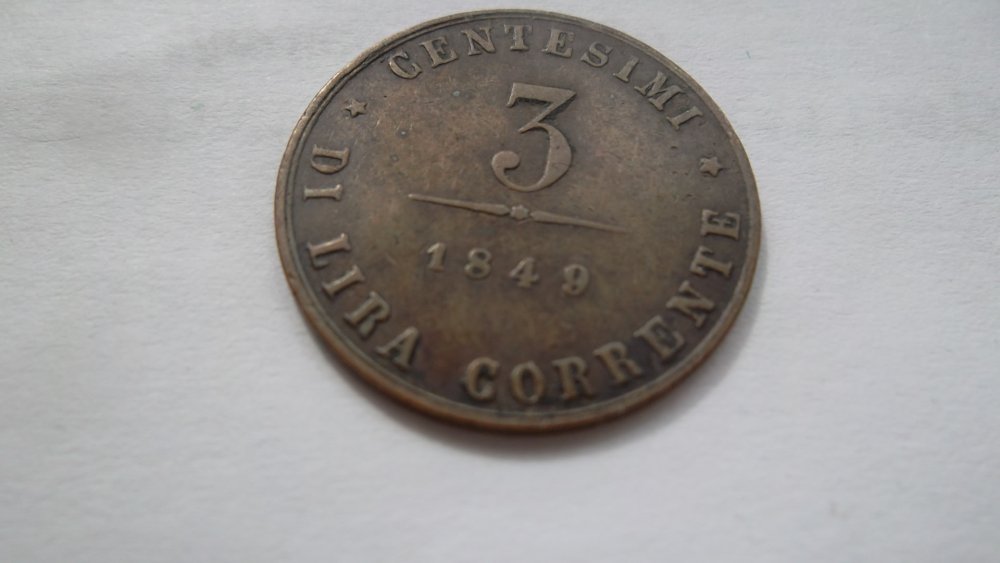 CENTESIMI
3
1849
DI LIRA CORRENTE